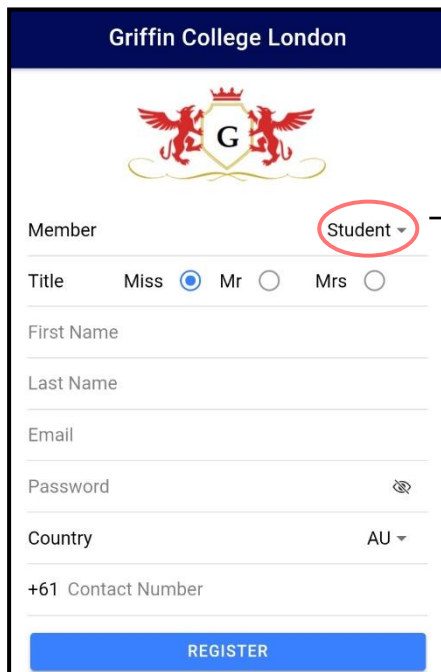 Griffin College London
G
Member Student
Title Miss Mr Mrs
First Name
Last Name
Email
Password
Country AU
+61 Contact Number
REGISTER